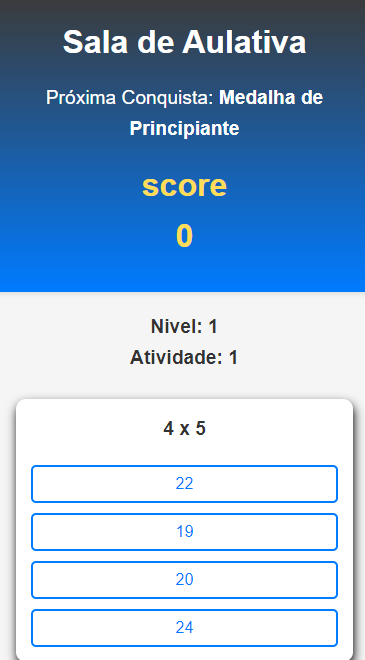 Sala de Aulativa
Próxima Conquista: Medalha de
Principiante
score
0
Nivel: 1
Atividade: 1
4 x 5
22
19
20
24